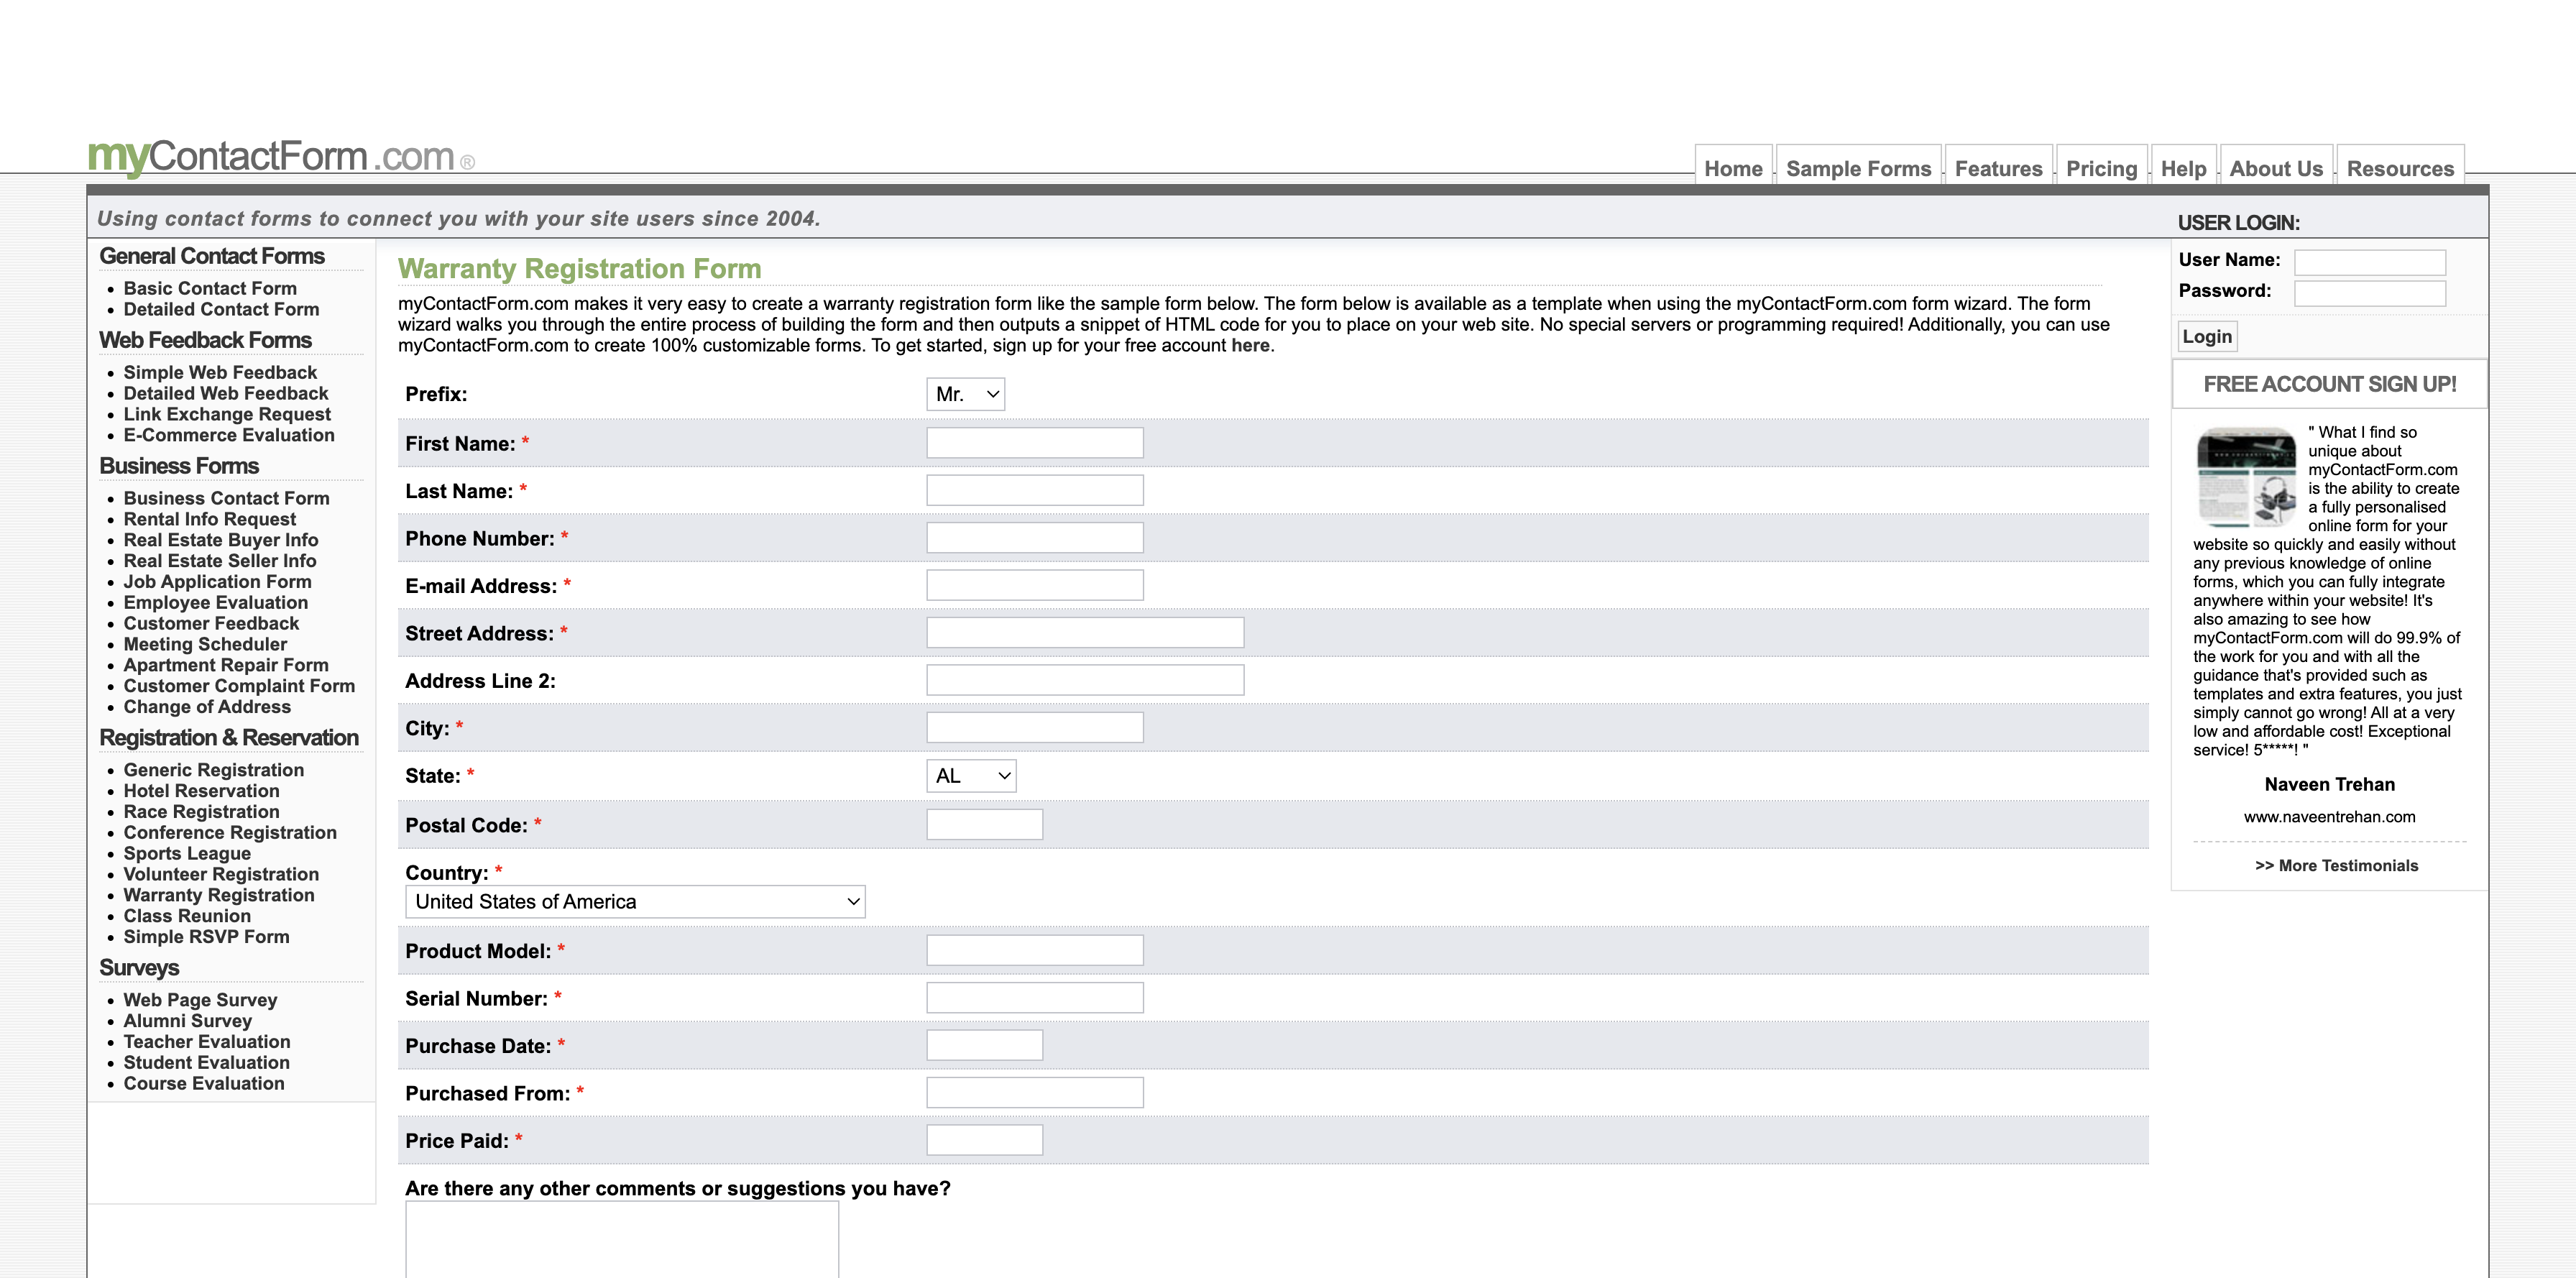 myContactForm.com®
Home
Sample Forms
Features
Pricing
Help
About Us
Resources
Using contact forms to connect you with your site users since 2004.
USER LOGIN:
General Contact Forms
Basic Contact Form
Detailed Contact Form
Web Feedback Forms
Simple Web Feedback
Detailed Web Feedback
Link Exchange Request
E-Commerce Evaluation
Business Forms
Business Contact Form
Rental Info Request
Real Estate Buyer Info
Real Estate Seller Info
Job Application Form
Employee Evaluation
Customer Feedback
Meeting Scheduler
Apartment Repair Form
Customer Complaint Form
Change of Address
Registration & Reservation
Generic Registration
Hotel Reservation
Race Registration
Conference Registration
Sports League
Volunteer Registration
Warranty Registration
Class Reunion
Simple RSVP Form
Surveys
Web Page Survey
Alumni Survey
Teacher Evaluation
Student Evaluation
Course Evaluation
Warranty Registration Form
myContactForm.com makes it very easy to create a warranty registration form like the sample form below. The form below is available as a template when using the myContactForm.com form wizard. The form
wizard walks you through the entire process of building the form and then outputs a snippet of HTML code for you to place on your web site. No special servers or programming required! Additionally, you can use
myContactForm.com to create 100% customizable forms. To get started, sign up for your free account here.
Prefix: Mr.
First Name: *
Last Name: *
Phone Number: *
E-mail Address: *
Street Address: *
Address Line 2:
City: *
State: * AL
Postal Code: *
Country: *
United States of America
Product Model: *
Serial Number: *
Purchase Date: *
Purchased From: *
Price Paid: *
Are there any other comments or suggestions you have?
User Name:
Password:
Login
FREE ACCOUNT SIGN UP!
" What I find so
unique about
myContactForm.com
is the ability to create
a fully personalised
online form for your
website so quickly and easily without
any previous knowledge of online
forms, which you can fully integrate
anywhere within your website! It's
also amazing to see how
myContactForm.com will do 99.9% of
the work for you and with all the
guidance that's provided such as
templates and extra features, you just
simply cannot go wrong! All at a very
low and affordable cost! Exceptional
service! 5*****! "
Naveen Trehan
www.naveentrehan.com
>> More Testimonials